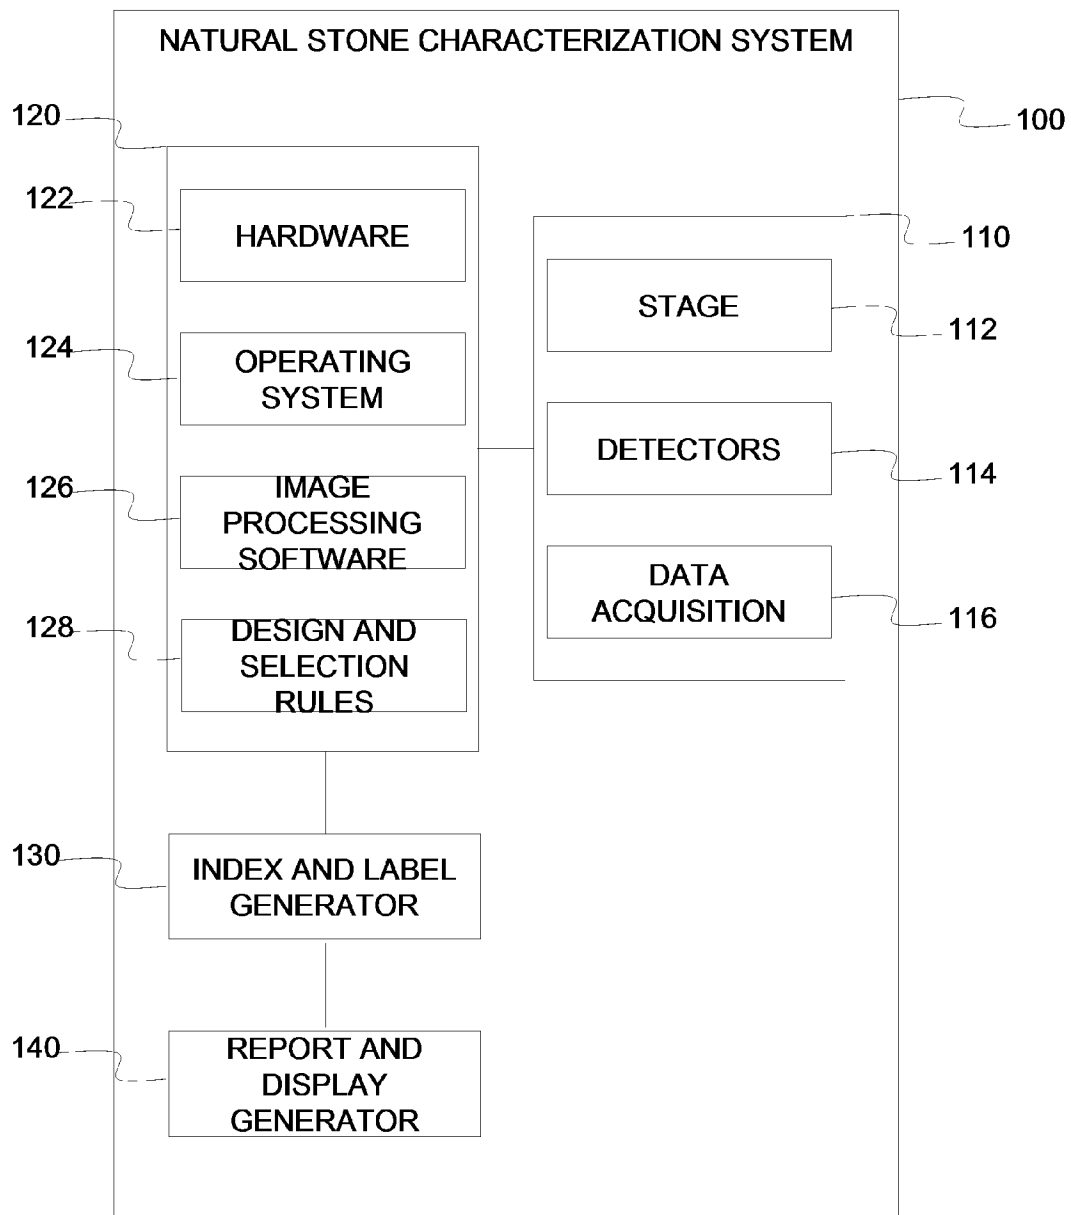 NATURAL STONE CHARACTERIZATION SYSTEM
100
120
122
HARDWARE
124
OPERATING
SYSTEM
126
IMAGE
PROCESSING
SOFTWARE
128
DESIGN AND
SELECTION
RULES
110
STAGE
112
DETECTORS
114
DATA
ACQUISITION
116
130
INDEX AND LABEL
GENERATOR
140
REPORT AND
DISPLAY
GENERATOR